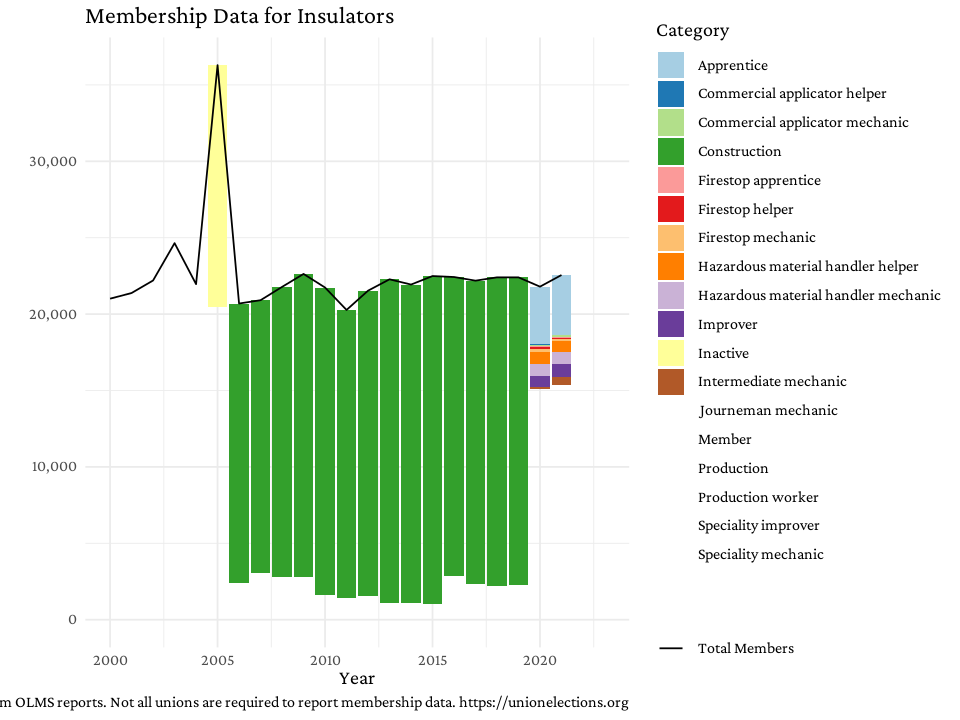 Membership Data for Insulators
Category
Apprentice
Commercial applicator helper
Commercial applicator mechanic
Construction
Firestop apprentice
Firestop helper
Firestop mechanic
Hazardous material handler helper
Hazardous material handler mechanic
Improver
Inactive
Intermediate mechanic
Journeman mechanic
Member
Production
Production worker
Speciality improver
Speciality mechanic
Total Members
30,000
20,000
10,000
0
2000 2005 2010 2015 2020
Year
m OLMS reports. Not all unions are required to report membership data. https://unionelections.org